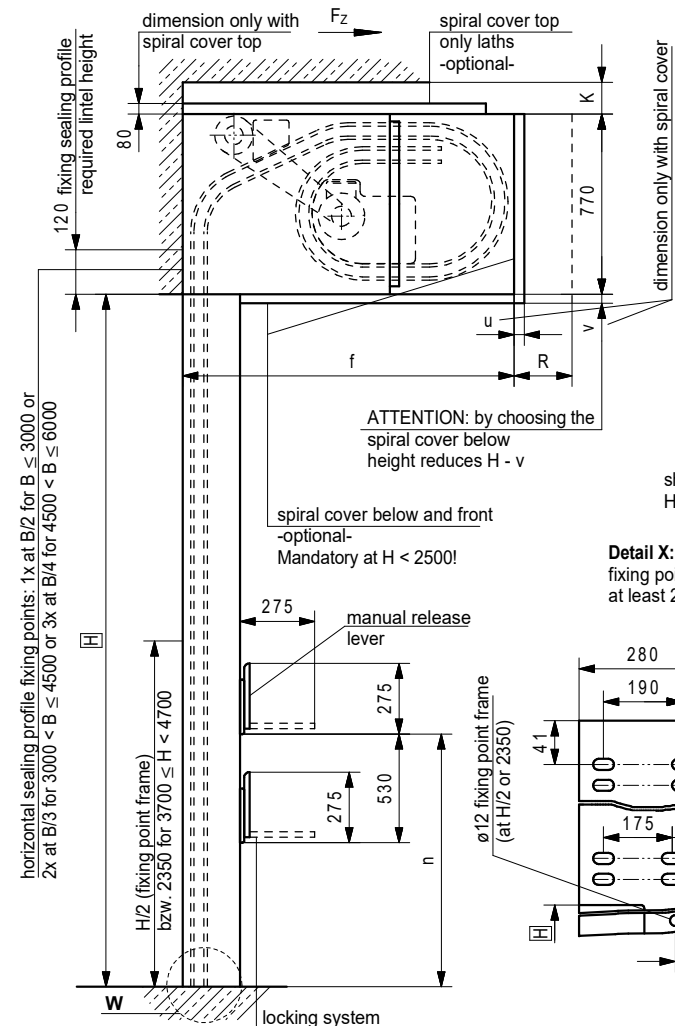 dimension only with
spiral cover top
Fz
spiral cover top
only laths
-optional-
K
80
120 fixing sealing profile
required lintel height
770
dimension only with spiral cover
u
v
f
R
ATTENTION: by choosing the
spiral cover below
height reduces H - v
horizontal sealing profile fixing points: 1x at B/2 for B ≤ 3000 or
2x at B/3 for 3000 < B ≤ 4500 or 3x at B/4 for 4500 < B ≤ 6000
spiral cover below and front
-optional-
Mandatory at H < 2500!
H
Detail X:
fixing poi
at least 2
275
manual release
lever
280
190
41
275
H/2 (fixing point frame)
bzw. 2350 for 3700 ≤ H < 4700
530
275
n
ø12 fixing point frame
(at H/2 or 2350)
175
H
W
locking system